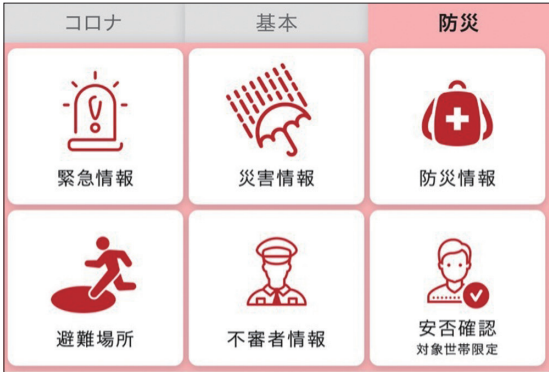 コロナ
基本
防災
緊急情報
災害情報
防災情報
避難場所
不審者情報
安否確認
対象世帯限定